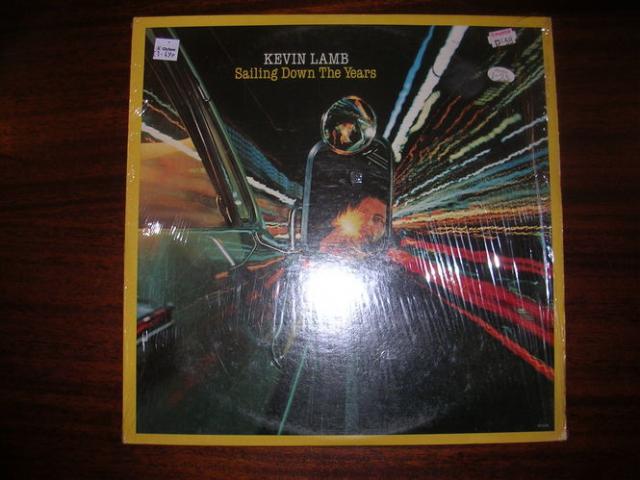 KEVIN LAMB
Sailing Down The Years